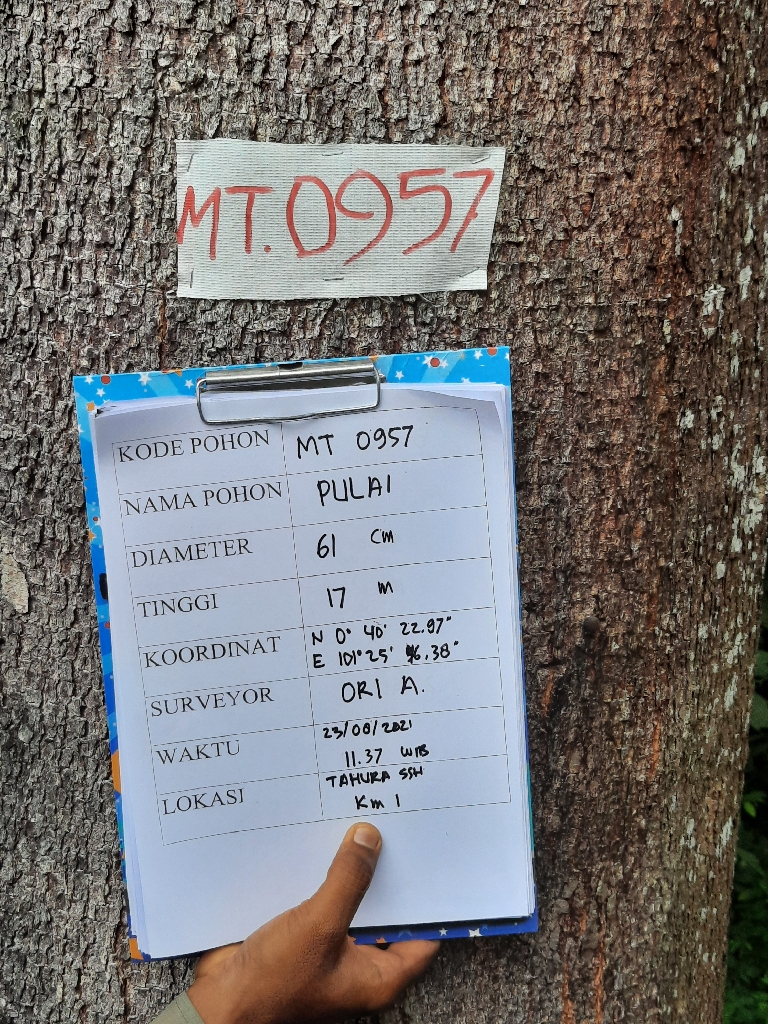 MT.0957
KODE POHON MT 0957
NAMA POHON PULAI
DIAMETER 61 cm
TINGGI 17 m
KOORDINAT N 0° 40' 22.97"
E 101° 25' 36.38"
SURVEYOR ORI A.
WAKTU 23/08/2021
11.37 WIB
LOKASI TAHURA SSH
Km 1